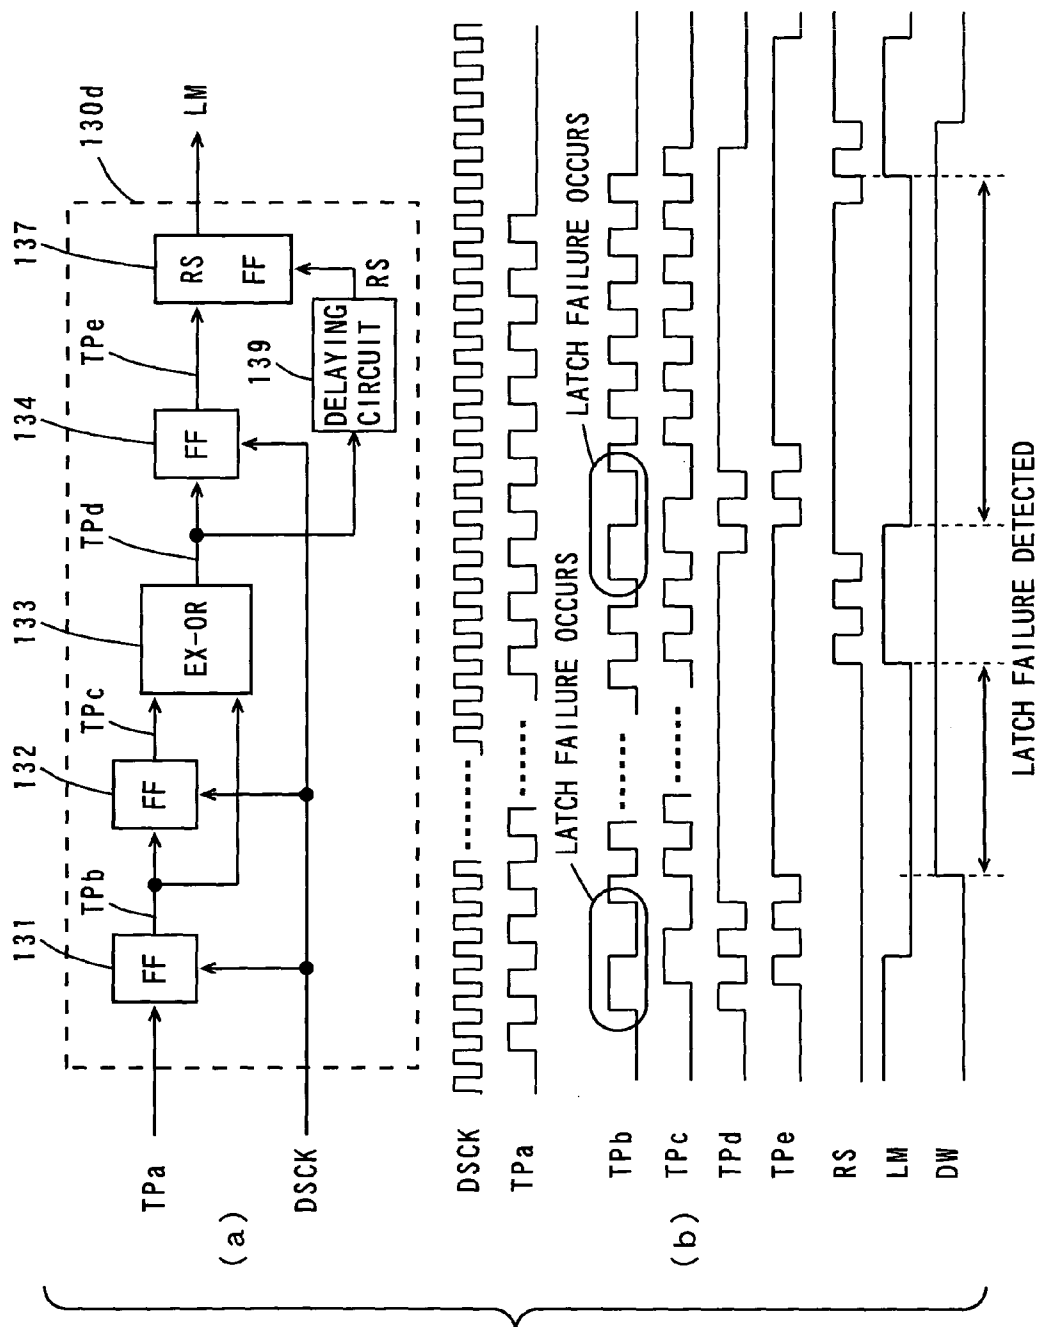 130d
131
132
133
134
137
TPb
TPc
TPd
TPe
LM
TPa
FF
FF
EX-OR
FF
RS
FF
139
DELAYING
CIRCUIT
RS
DSCK
(a)
DSCK
TPa
LATCH FAILURE OCCURS
LATCH FAILURE OCCURS
TPb
(b)
TPc
TPd
TPe
RS
LM
DW
LATCH FAILURE DETECTED